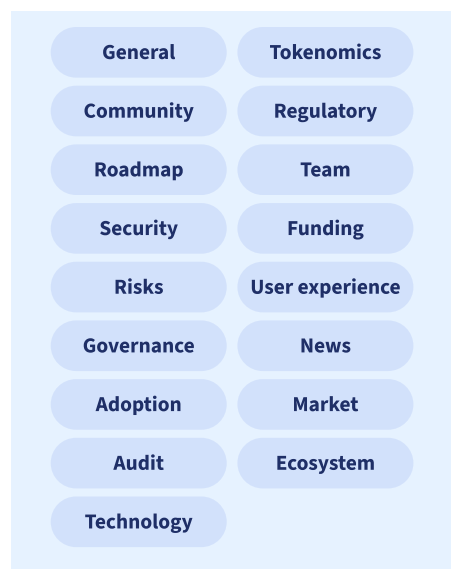 General
Tokenomics
Community
Regulatory
Roadmap
Team
Security
Funding
Risks
User experience
Governance
News
Adoption
Market
Audit
Ecosystem
Technology